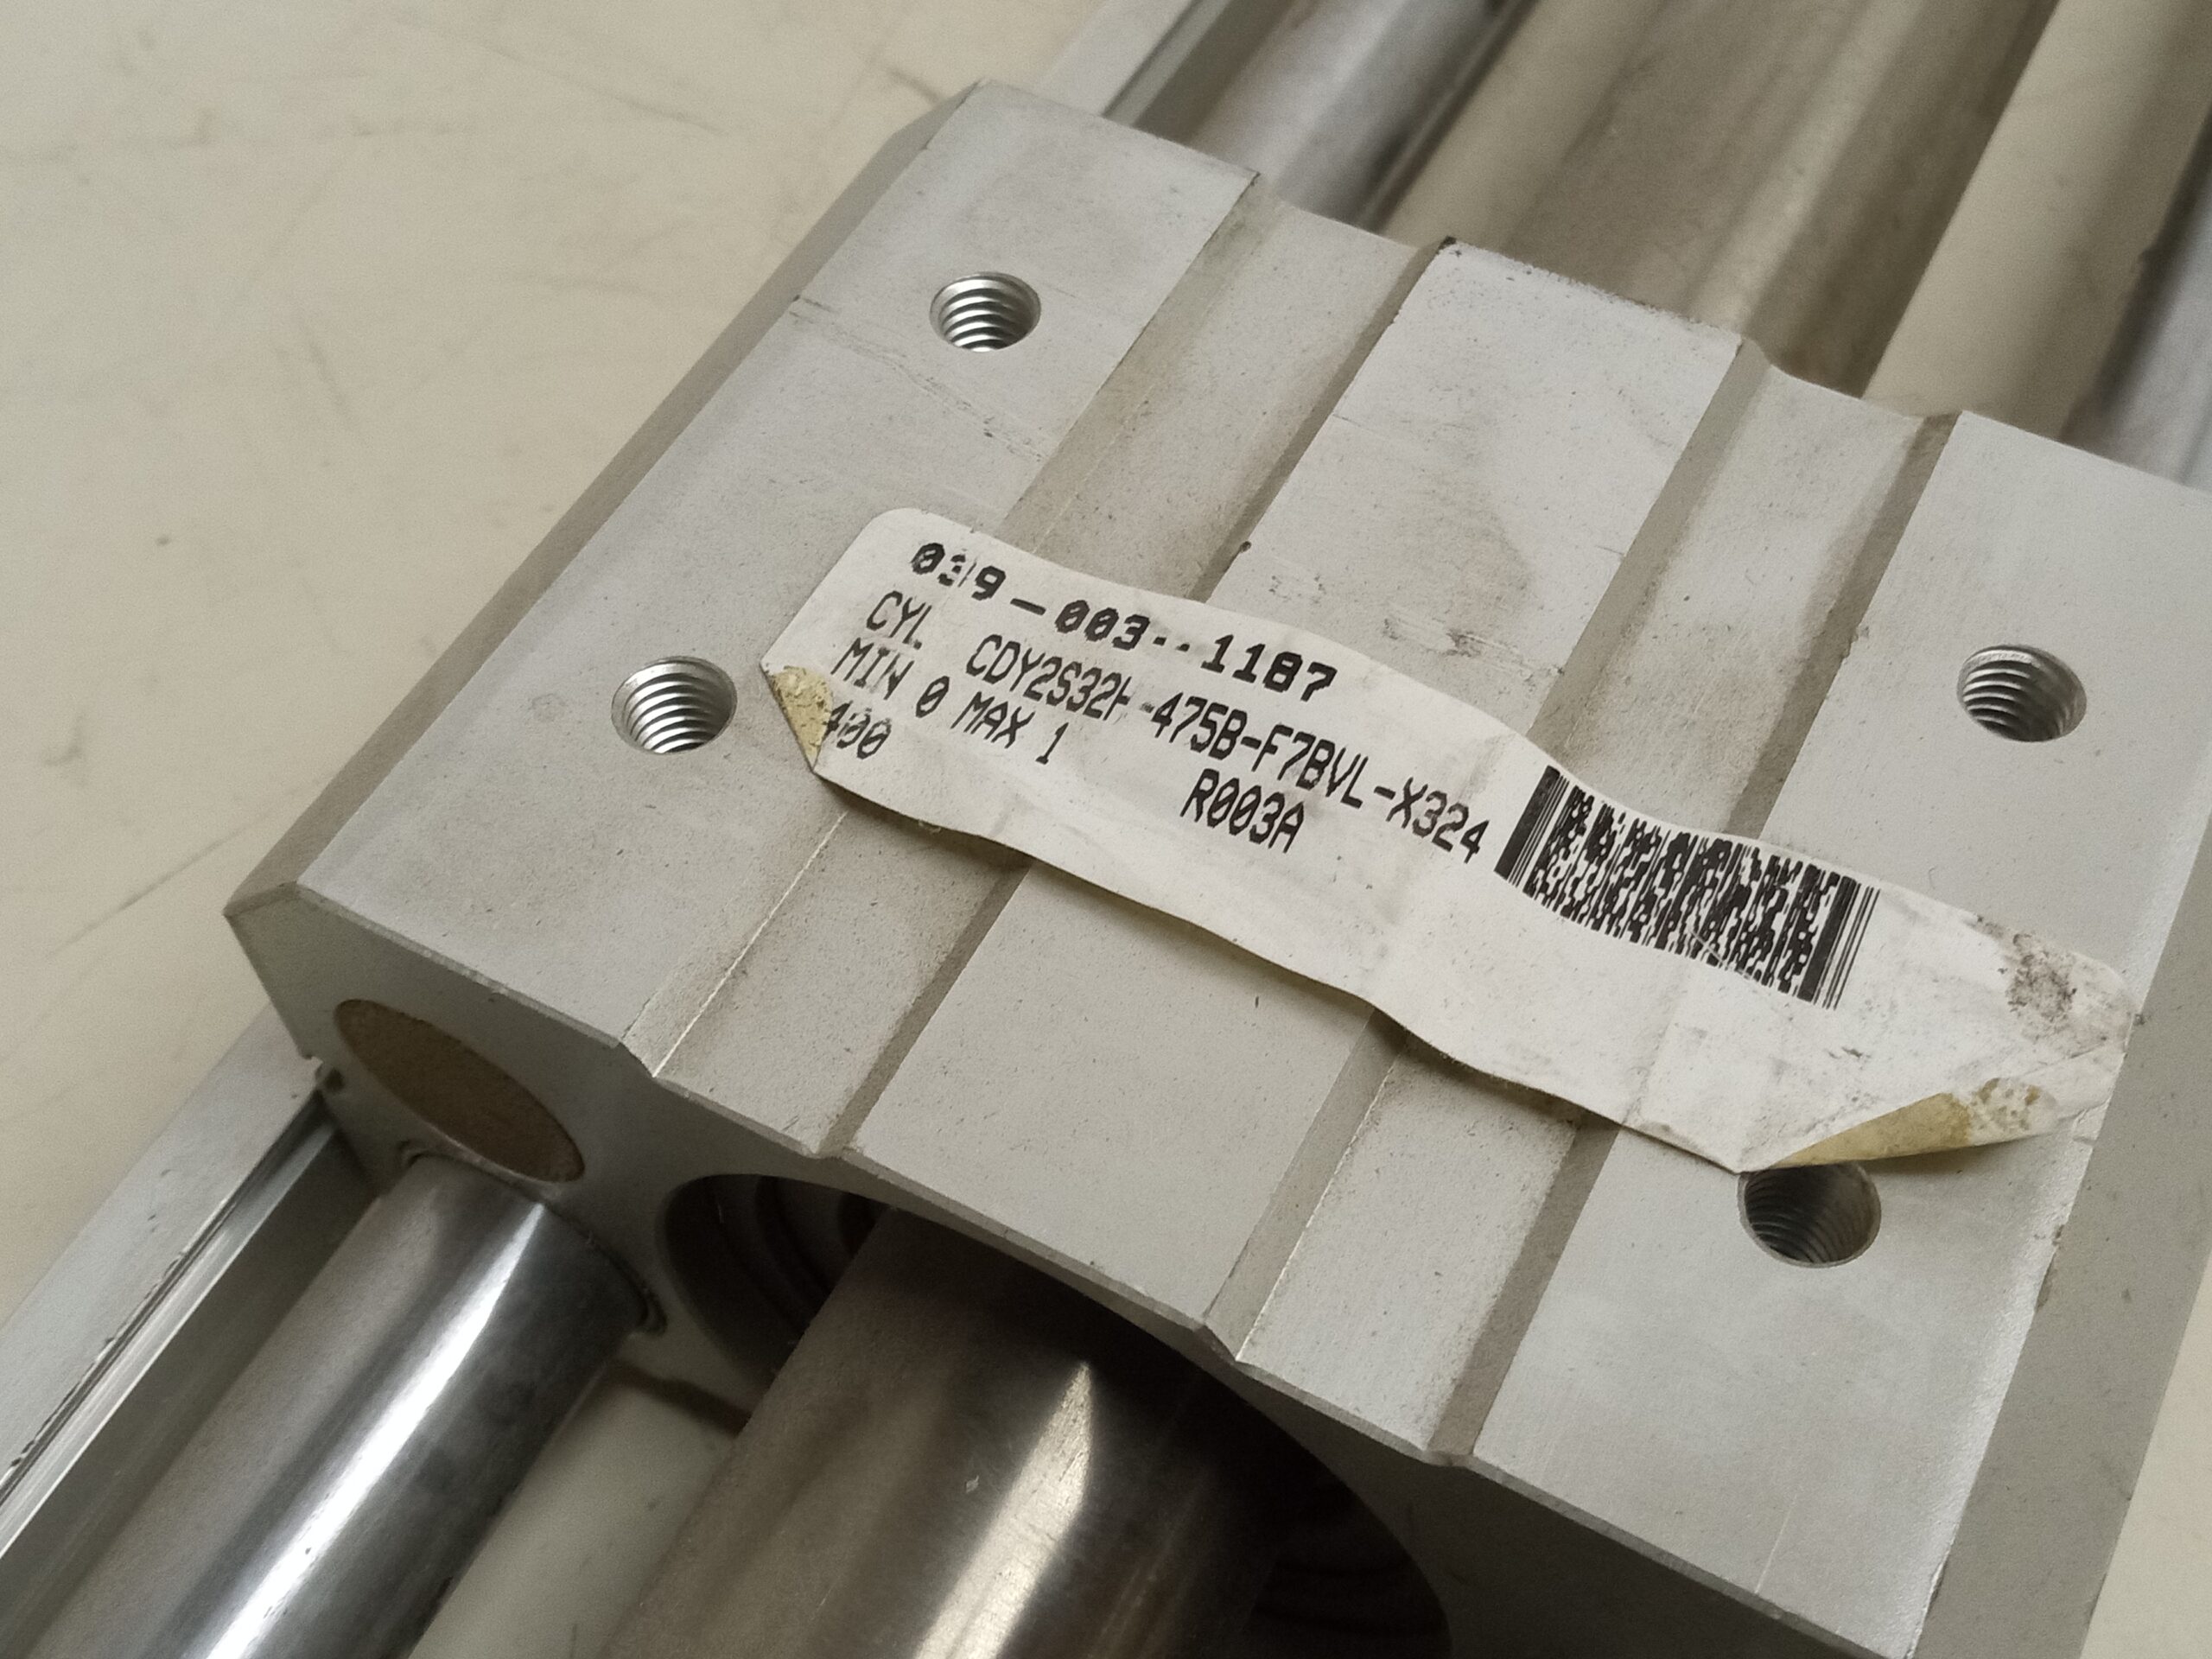 039-003-1187
CYL CDY2S32H-475B-F7BVL-X324
MIN 0 MAX 1
400 R003A